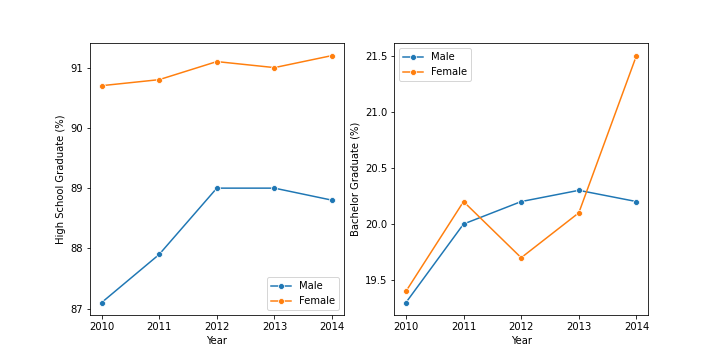 High School Graduate (%)
91
90
89
88
87
2010 2011 2012 2013 2014
Year
Male
Female
Bachelor Graduate (%)
21.5
21.0
20.5
20.0
19.5
2010 2011 2012 2013 2014
Year
Male
Female